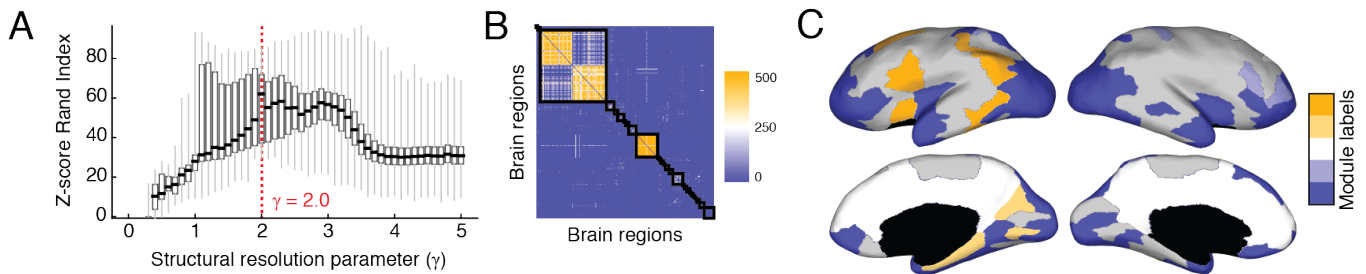 A
Z-score Rand Index
80
60
40
20
0
γ = 2.0
0 1 2 3 4 5
Structural resolution parameter (γ)
B
Brain regions
Brain regions
500
250
0
C
Module labels